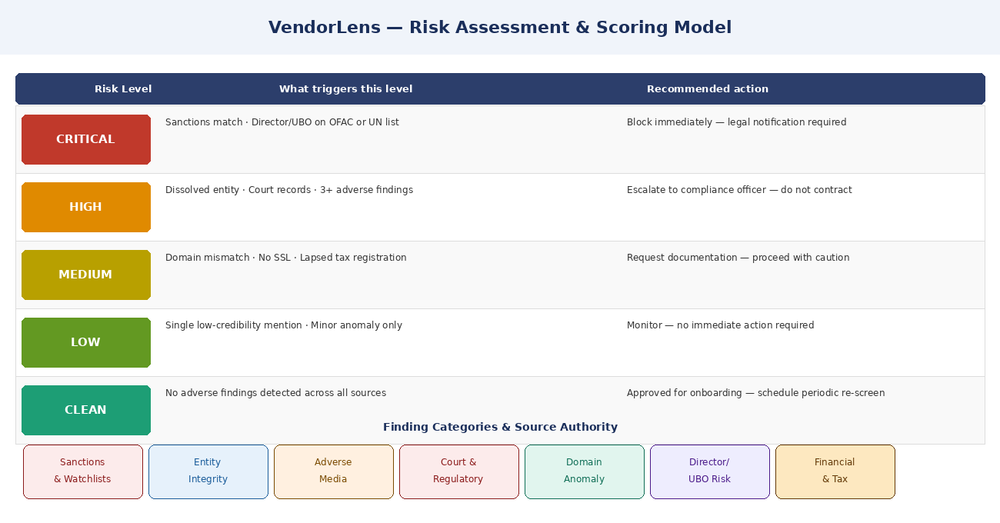 VendorLens — Risk Assessment & Scoring Model
Risk Level What triggers this level Recommended action
CRITICAL Sanctions match · Director/UBO on OFAC or UN list Block immediately — legal notification required
HIGH Dissolved entity · Court records · 3+ adverse findings Escalate to compliance officer — do not contract
MEDIUM Domain mismatch · No SSL · Lapsed tax registration Request documentation — proceed with caution
LOW Single low-credibility mention · Minor anomaly only Monitor — no immediate action required
CLEAN No adverse findings detected across all sources Approved for onboarding — schedule periodic re-screen
Finding Categories & Source Authority
Sanctions
& Watchlists
Entity
Integrity
Adverse
Media
Court &
Regulatory
Domain
Anomaly
Director/
UBO Risk
Financial
& Tax